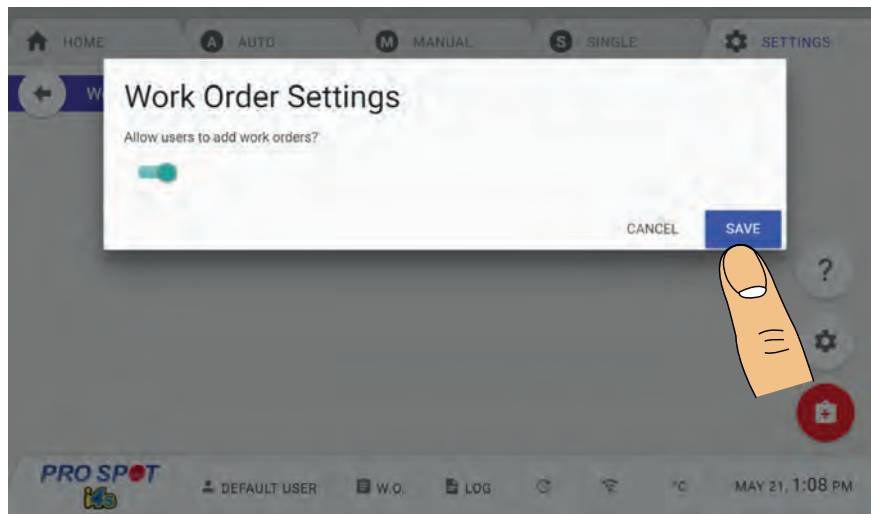 HOME
A AUTO
M MANUAL
S SINGLE
SETTINGS
Work Order Settings
Allow users to add work orders?
CANCEL
SAVE
?
PRO SPOT
i4s
DEFAULT USER
W.O.
LOG
°C
MAY 21, 1:08 PM